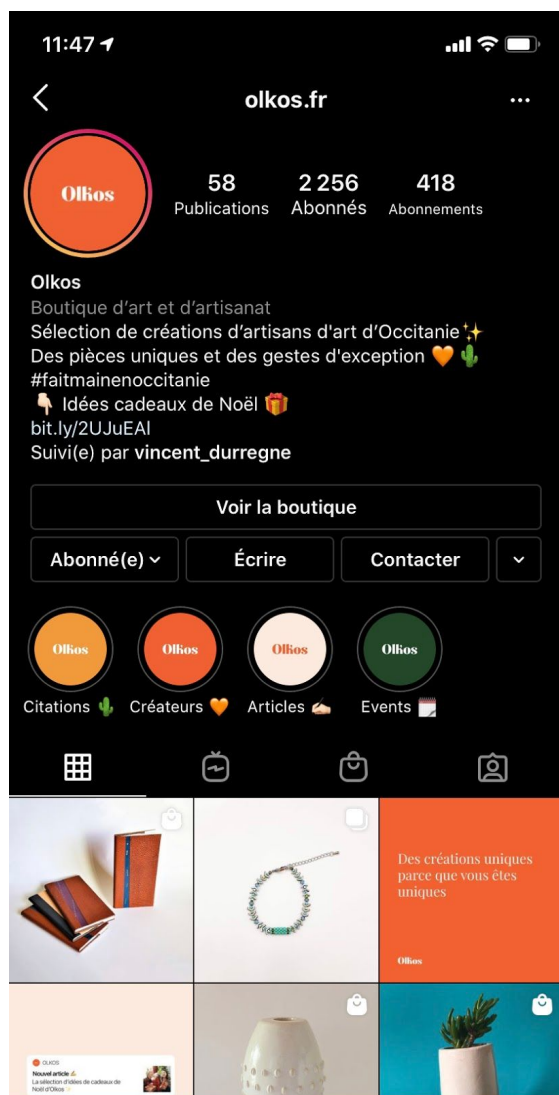 11:47
olkos.fr
Olkos
58
Publications
2 256
Abonnés
418
Abonnements
Olkos
Boutique d'art et d'artisanat
Sélection de créations d'artisans d'art d'Occitanie✨
Des pièces uniques et des gestes d'exception 🧡 🌵
#faitmainenoccitanie
👇🏻 Idées cadeaux de Noël 🎁
bit.ly/2UJuEAl
Suivi(e) par vincent_durregne
Voir la boutique
Abonné(e)
Écrire
Contacter
Olkos
Olkos
Olkos
Olkos
Citations 🌵
Créateurs 🧡
Articles ✍🏻
Events 🗓
Des créations uniques
parce que vous êtes
uniques
Olkos
OLKOS
Nouvel article ✍
La sélection d'idées de cadeaux de
Noël d'Olkos